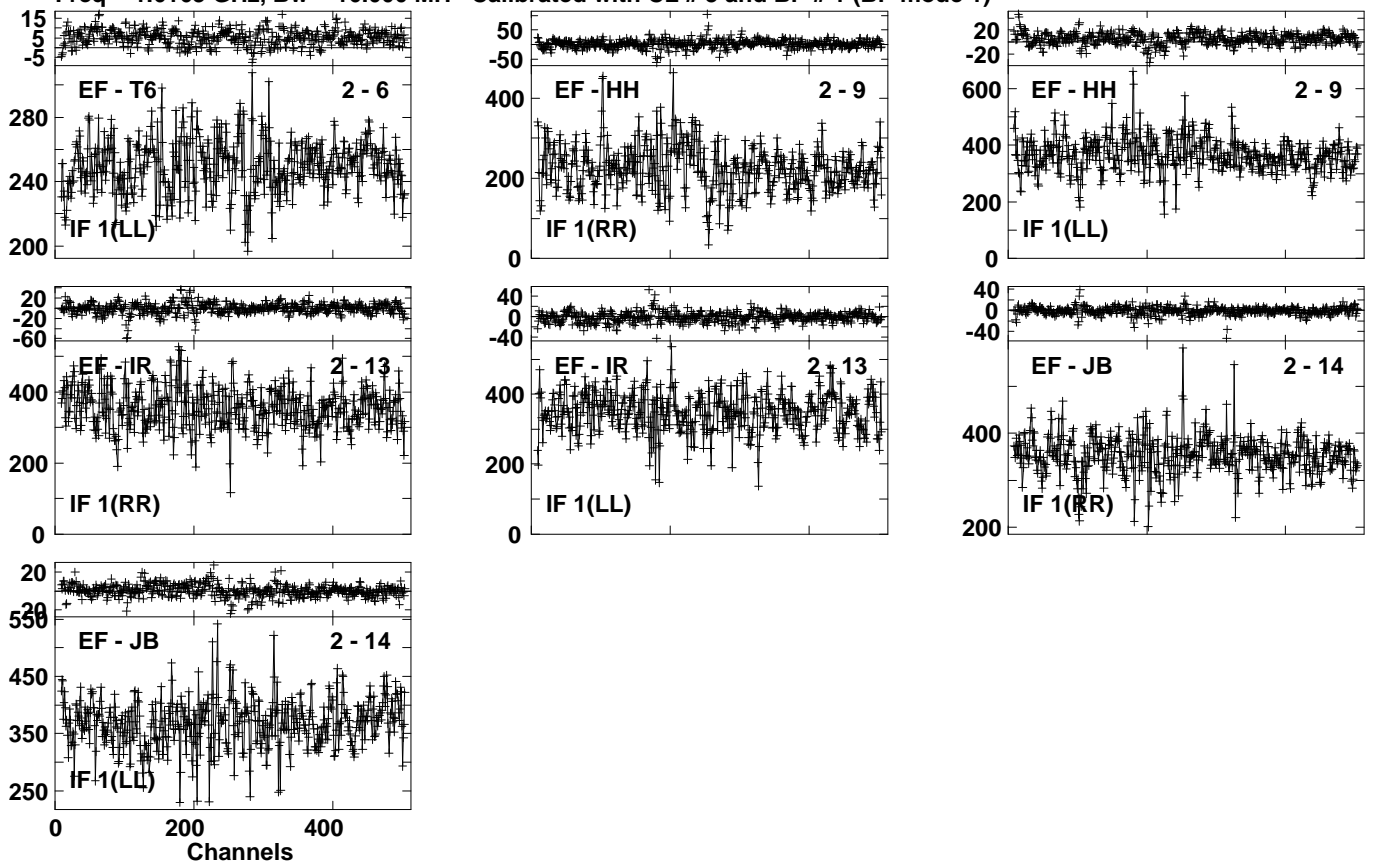 15
5
-5
EF - T6 2 - 6
280
240
200
IF 1(LL)
50
-50
EF - HH 2 - 9
400
200
0
IF 1(RR)
20
-20
EF - HH 2 - 9
600
400
200
0
IF 1(LL)
20
-20
-60
EF - IR 2 - 13
400
200
0
IF 1(RR)
40
0
-40
EF - IR 2 - 13
400
200
0
IF 1(LL)
40
0
-40
EF - JB 2 - 14
400
200
IF 1(RR)
20
-20
550
EF - JB 2 - 14
450
350
250
IF 1(LL)
0 200 400
Channels